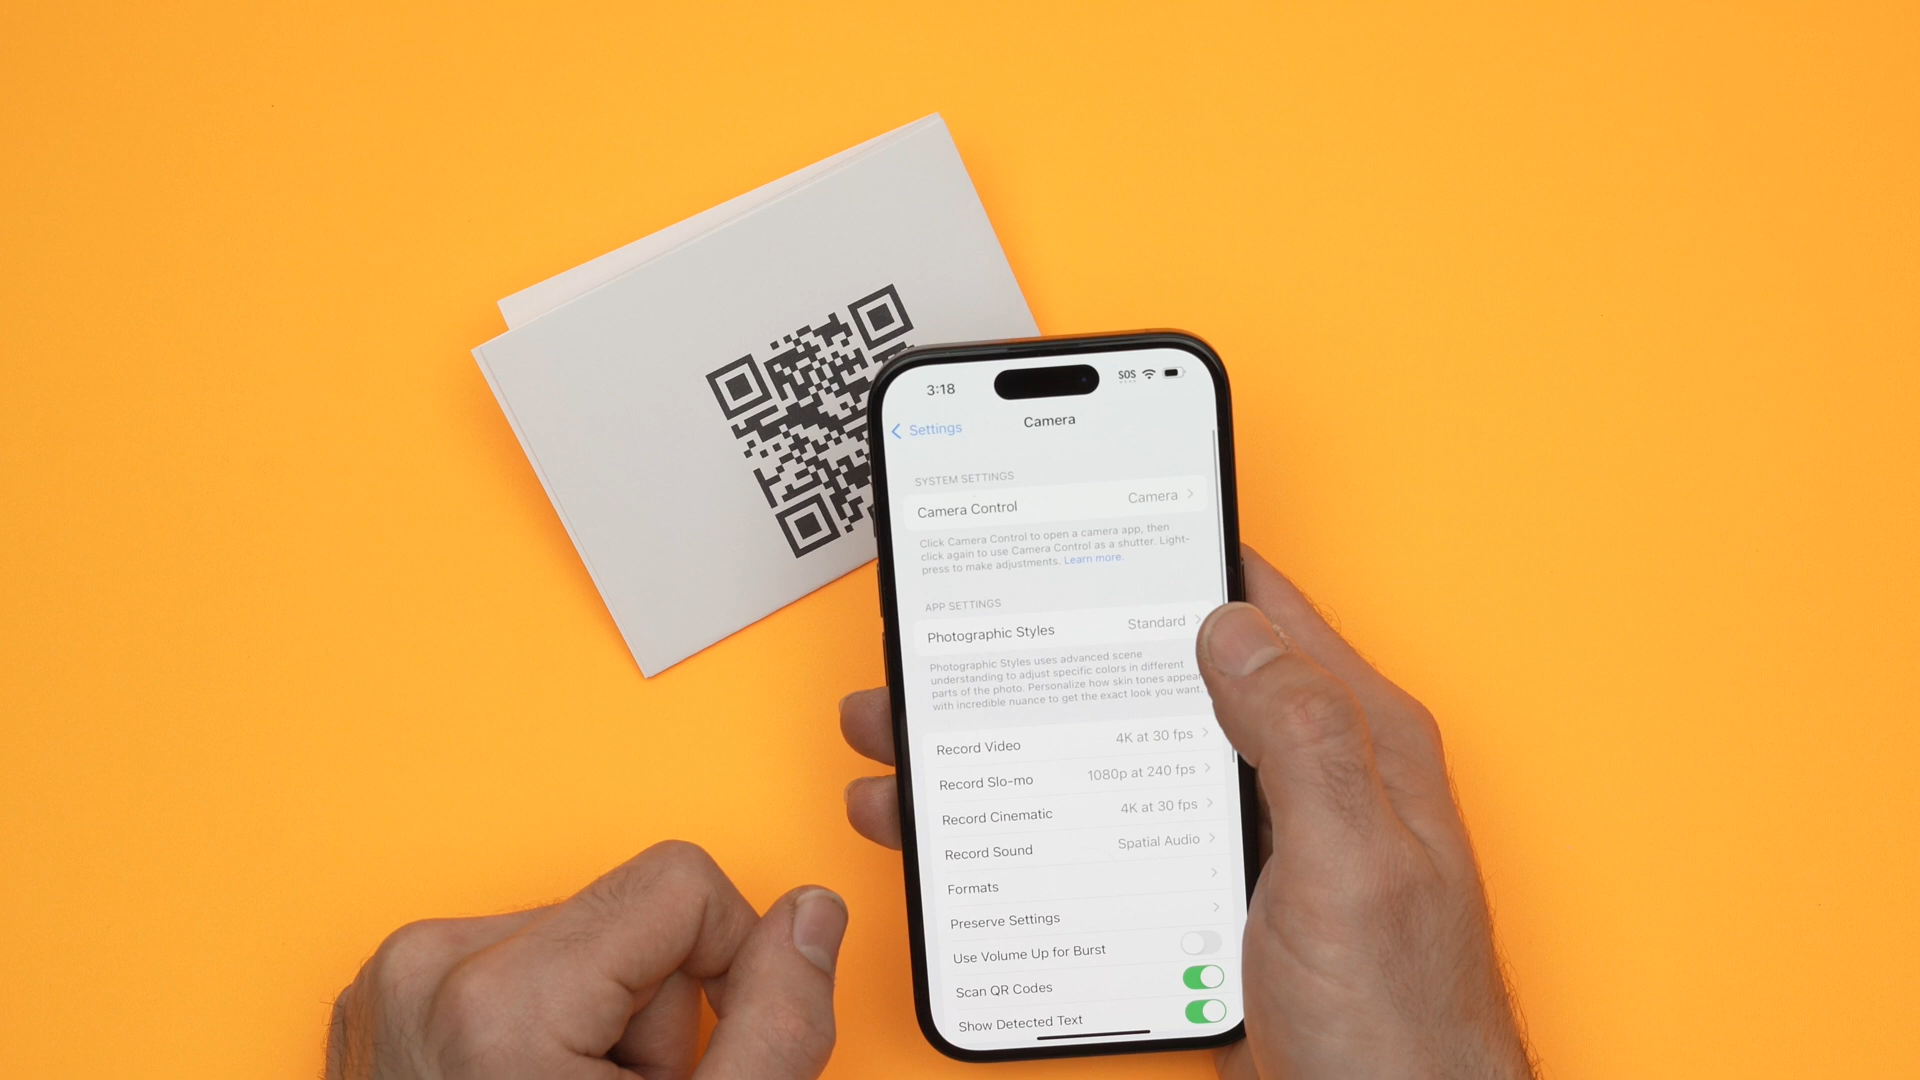 3:18
SOS
Settings
Camera
SYSTEM SETTINGS
Camera Control
Camera
Click Camera Control to open a camera app, then
click again to use Camera Control as a shutter. Light-
press to make adjustments. Learn more.
APP SETTINGS
Photographic Styles
Standard
Photographic Styles uses advanced scene
understanding to adjust specific colors in different
parts of the photo. Personalize how skin tones appear
with incredible nuance to get the exact look you want.
Record Video
4K at 30 fps
Record Slo-mo
1080p at 240 fps
Record Cinematic
4K at 30 fps
Record Sound
Spatial Audio
Formats
Preserve Settings
Use Volume Up for Burst
Scan QR Codes
Show Detected Text